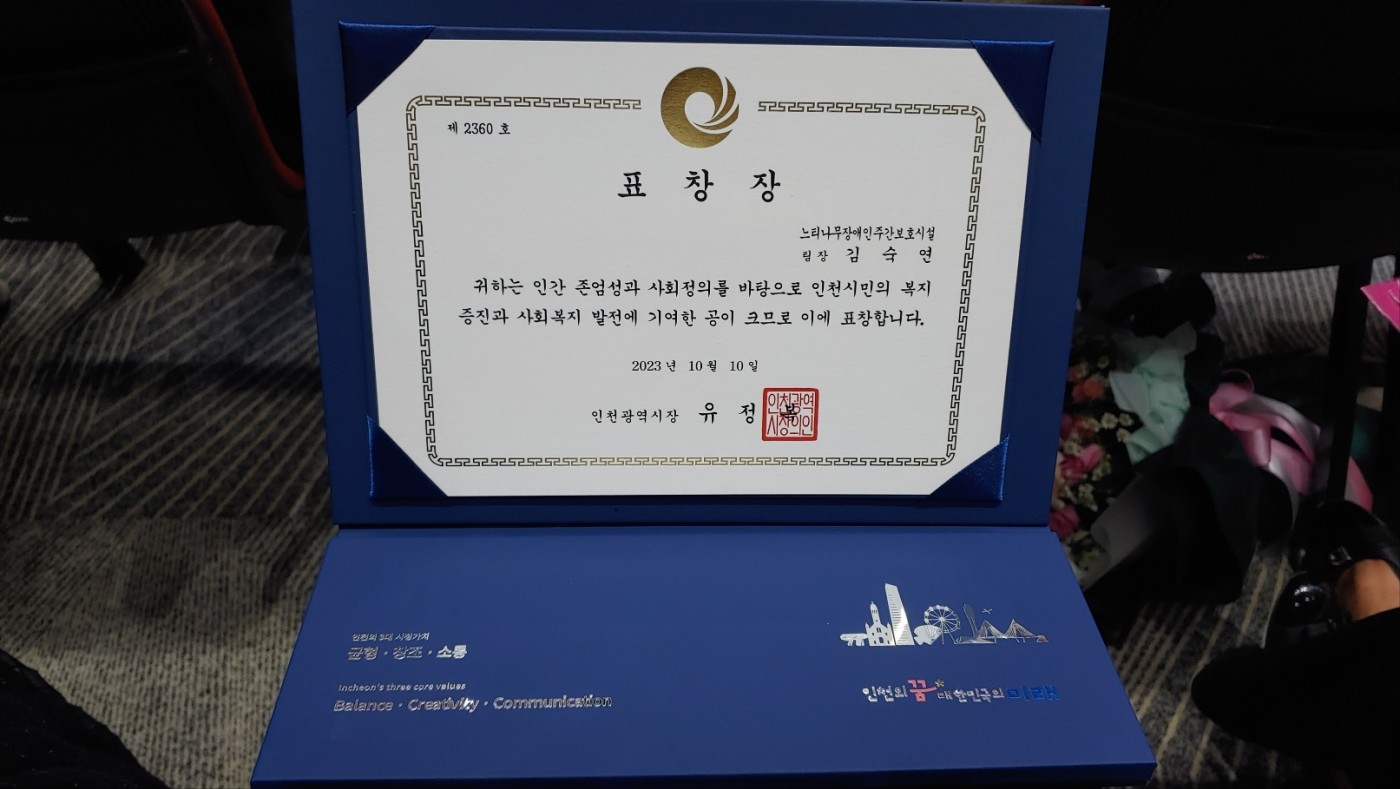 제 2360 호
표 창 장
느티나무장애인주간보호시설
팀장 김 숙 연
귀하는 인간 존엄성과 사회정의를 바탕으로 인천시민의 복지
증진과 사회복지 발전에 기여한 공이 크므로 이에 표창합니다.
2023 년 10 월 10 일
인천광역시장 유 정 복
인천광역
시장의인
인천의 3대 시정가치
균형 · 창조 · 소통
Incheon's three core values
Balance · Creativity · Communication
인천의 꿈 대한민국의 미래